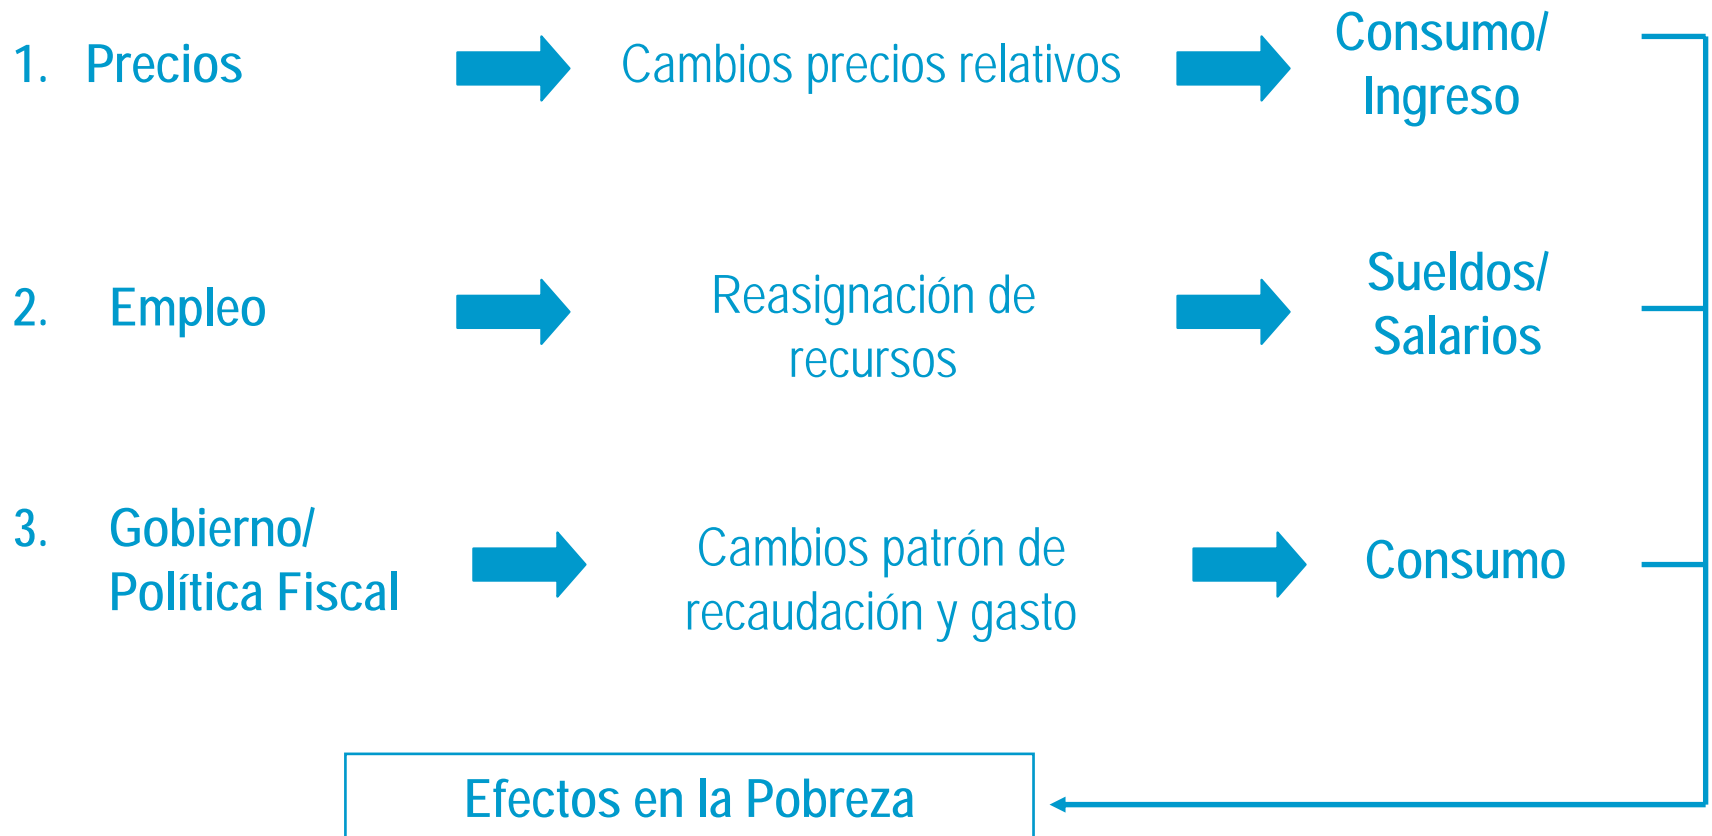 1. Precios
Cambios precios relativos
Consumo/
Ingreso
2. Empleo
Reasignación de
recursos
Sueldos/
Salarios
3. Gobierno/
Política Fiscal
Cambios patrón de
recaudación y gasto
Consumo
Efectos en la Pobreza